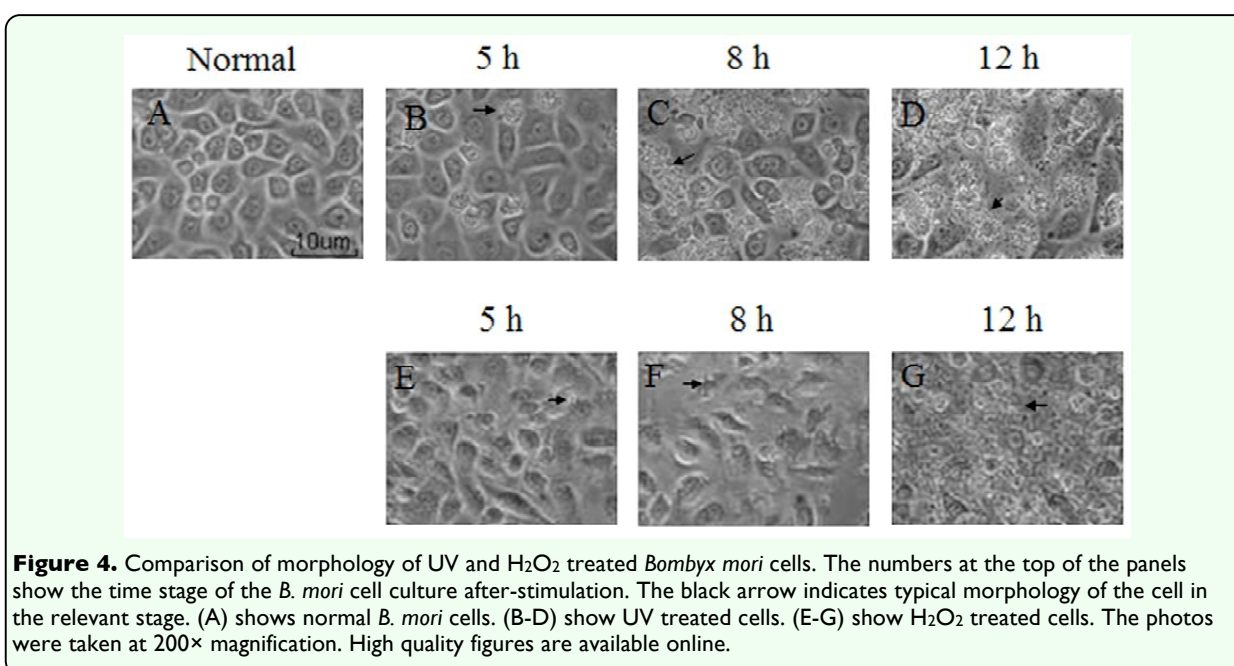 Normal 5 h 8 h 12 h
A B C D
10um
5 h 8 h 12 h
E F G
Figure 4. Comparison of morphology of UV and H₂O₂ treated Bombyx mori cells. The numbers at the top of the panels
show the time stage of the B. mori cell culture after-stimulation. The black arrow indicates typical morphology of the cell in
the relevant stage. (A) shows normal B. mori cells. (B-D) show UV treated cells. (E-G) show H₂O₂ treated cells. The photos
were taken at 200× magnification. High quality figures are available online.